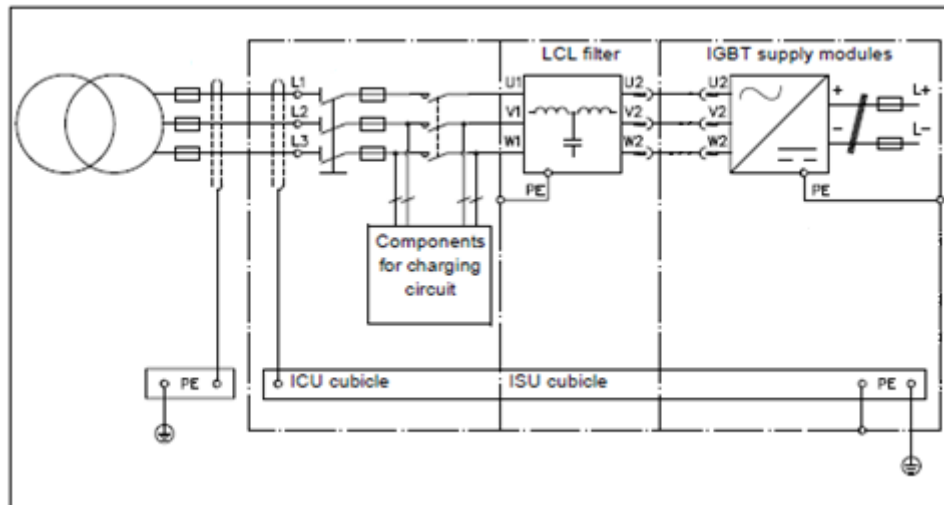 LCL filter
IGBT supply modules
L1
U1
U2
U2
+
L+
L2
V1
V2
V2
-
L-
L3
W1
W2
W2
PE
PE
Components
for charging
circuit
PE
ICU cubicle
ISU cubicle
PE